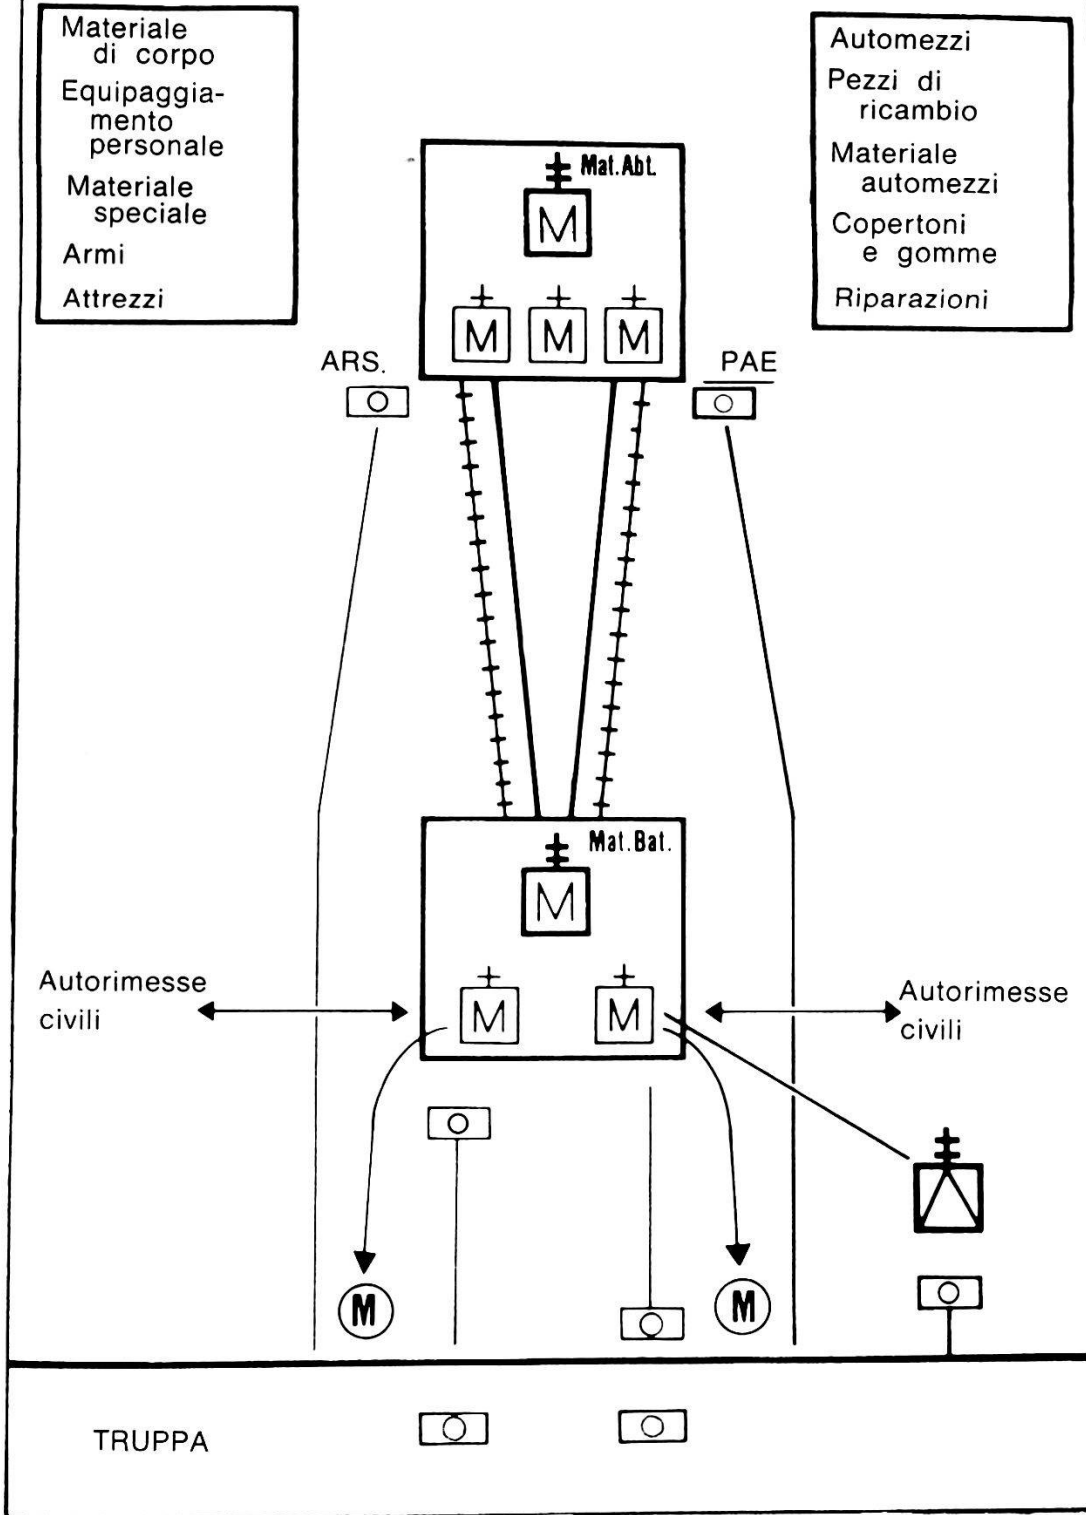 Materiale
di corpo
Equipaggia-
mento
personale
Materiale
speciale
Armi
Attrezzi
Automezzi
Pezzi di
ricambio
Materiale
automezzi
Copertoni
e gomme
Riparazioni
Mat.Abt.
M
M M M
ARS.
PAE
Mat.Bat.
M
M M
Autorimesse
civili
Autorimesse
civili
M
M
TRUPPA